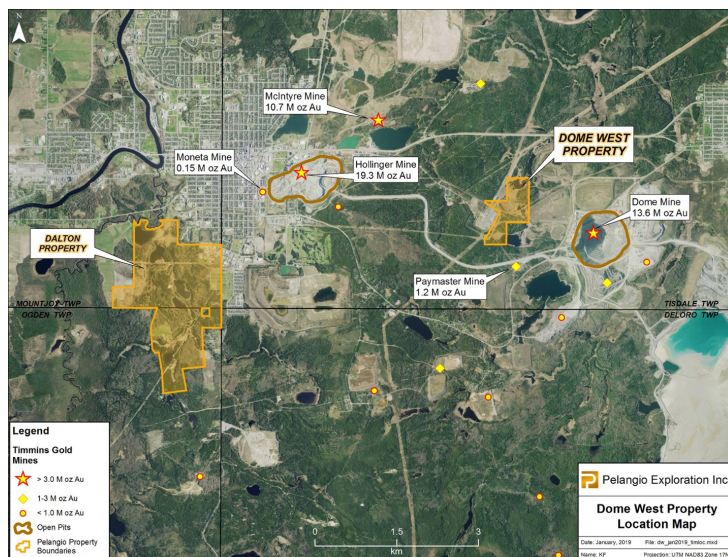 N
McIntyre Mine
10.7 M oz Au
Moneta Mine
0.15 M oz Au
Hollinger Mine
19.3 M oz Au
DOME WEST
PROPERTY
Dome Mine
13.6 M oz Au
DALTON
PROPERTY
Paymaster Mine
1.2 M oz Au
MOUNTJOY TWP
OGDEN TWP
TISDALE TWP
DELORO TWP
Legend
Timmins Gold
Mines
> 3.0 M oz Au
1-3 M oz Au
< 1.0 M oz Au
Open Pits
Pelangio Property
Boundaries
0 1.5 3
km
Pelangio Exploration Inc
Dome West Property
Location Map
Date: January, 2019 File: dw_jan2019_timloc.mxd
Name: KF Projection: UTM NAD83 Zone 17N